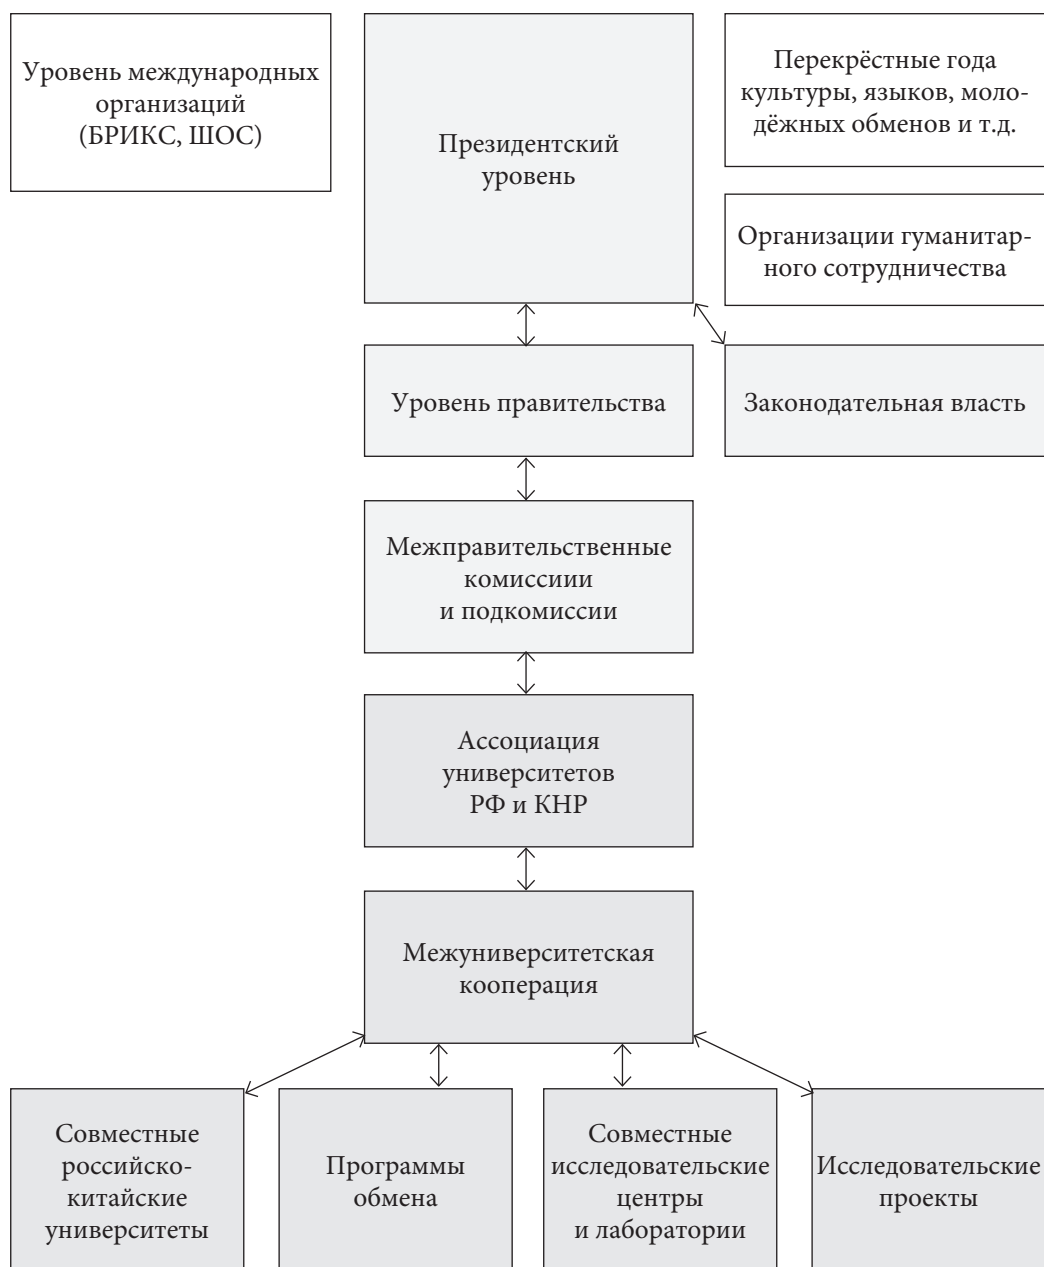 Уровень международных
организаций
(БРИКС, ШОС)
Президентский
уровень
Перекрёстные года
культуры, языков, моло-
дёжных обменов и т.д.
Организации гуманитар-
ного сотрудничества
Уровень правительства
Законодательная власть
Межправительственные
комиссиии
и подкомиссии
Ассоциация
университетов
РФ и КНР
Межуниверситетская
кооперация
Совместные
российско-
китайские
университеты
Программы
обмена
Совместные
исследовательские
центры
и лаборатории
Исследовательские
проекты